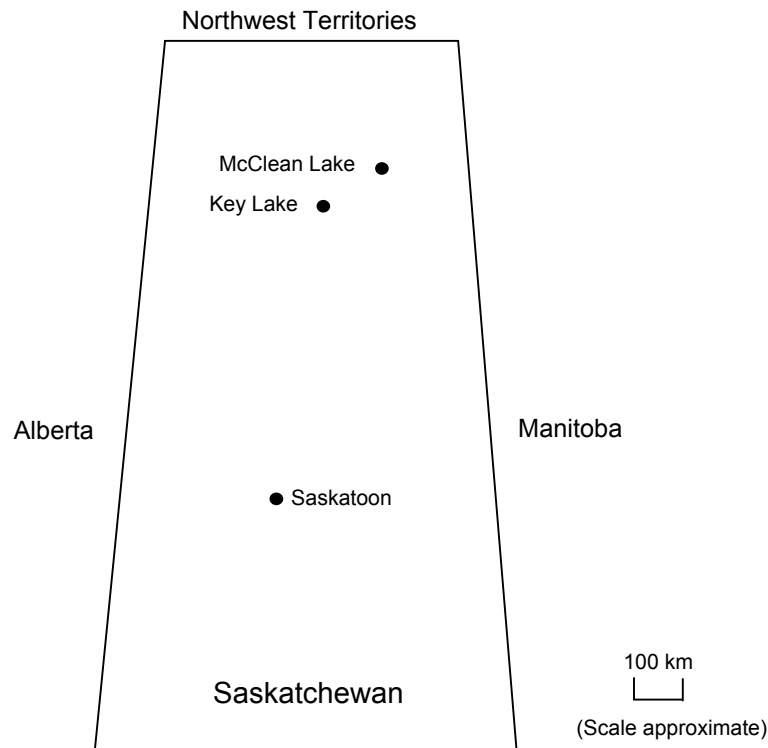 Northwest Territories
McClean Lake
Key Lake
Alberta
Manitoba
Saskatoon
100 km
Saskatchewan
(Scale approximate)